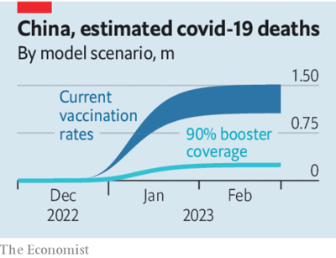 China, estimated covid-19 deaths
By model scenario, m
1.50
Current
vaccination
rates
90% booster
coverage
0.75
0
Dec
Jan
Feb
2022
2023
The Economist